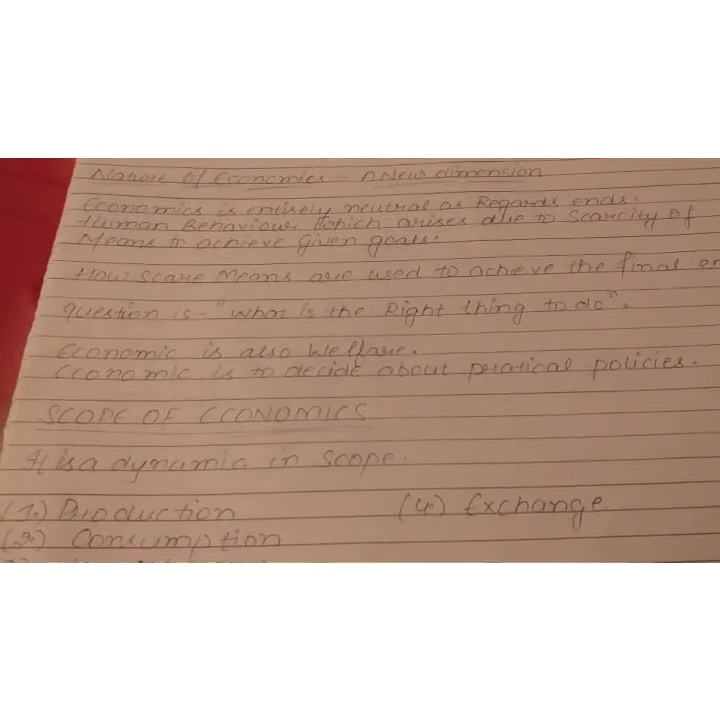 Nature of Economics - A New dimension
Economics is entirely neutral as Regards ends.
Human Behaviour, which arises due to Scarcity of
Means to achieve Given goals.
How Scare Means are used to achieve the final
question is - "What is the Right thing to do".
Economic is also Welfare.
Economic is to decide about pratical policies.
SCOPE OF ECONOMICS
It is a dynamic in scope.
(1.) Production (4.) Exchange
(2.) Consumption